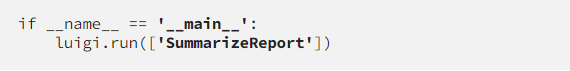 if __name__ == '__main__':
    luigi.run(['SummarizeReport'])